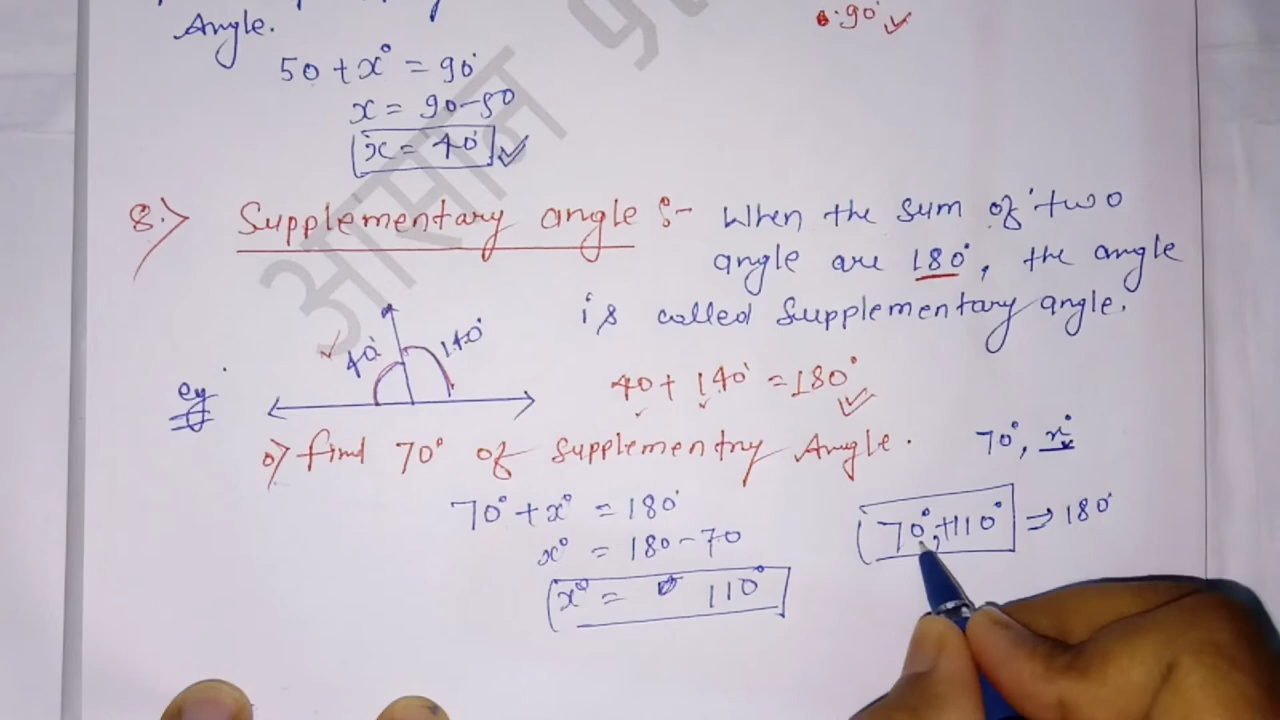 Angle.
90° ✓
50 + x° = 90°
x = 90-50
x = 40° ✓
8.> Supplementary angle :- When the sum of two
angle are 180°, the angle
is called supplementary angle.
eg
40° 140°
40 + 140° = 180°
Q> find 70° of supplementry Angle. 70°, x°
70° + x° = 180°
x° = 180-70
x° = 110°
70°, +110° ⇒ 180°
आसान